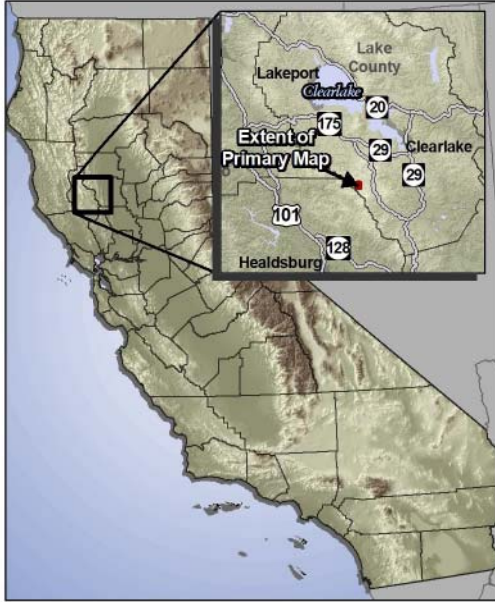 Lake
County
Lakeport
Clearlake
20
175
Extent of
Primary Map
29
Clearlake
29
101
128
Healdsburg